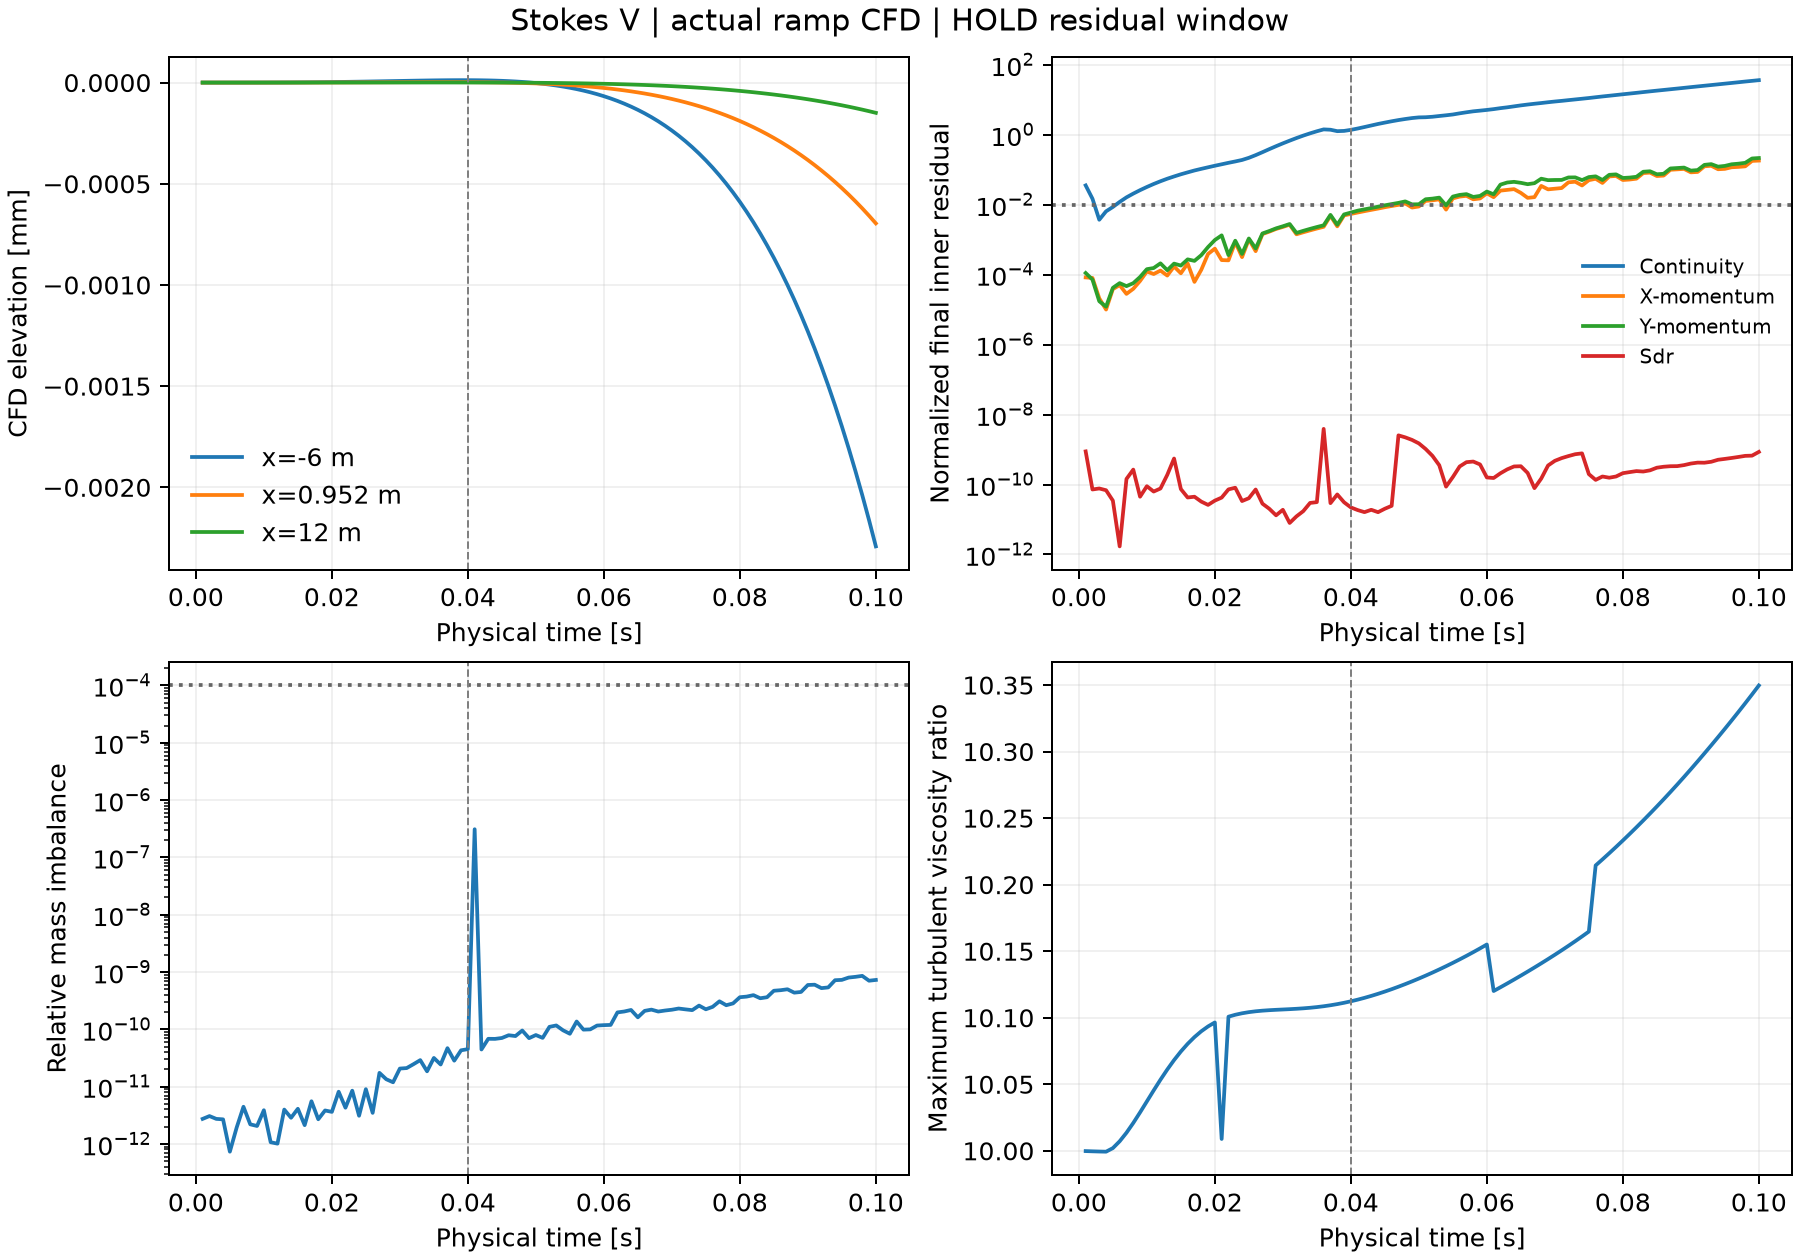 Stokes V | actual ramp CFD | HOLD residual window
0.0000
−0.0005
−0.0010
−0.0015
−0.0020
CFD elevation [mm]
x=-6 m
x=0.952 m
x=12 m
0.00 0.02 0.04 0.06 0.08 0.10
Physical time [s]
10²
10⁰
10⁻²
10⁻⁴
10⁻⁶
10⁻⁸
10⁻¹⁰
10⁻¹²
Normalized final inner residual
Continuity
X-momentum
Y-momentum
Sdr
0.00 0.02 0.04 0.06 0.08 0.10
Physical time [s]
10⁻⁴
10⁻⁵
10⁻⁶
10⁻⁷
10⁻⁸
10⁻⁹
10⁻¹⁰
10⁻¹¹
10⁻¹²
Relative mass imbalance
0.00 0.02 0.04 0.06 0.08 0.10
Physical time [s]
10.35
10.30
10.25
10.20
10.15
10.10
10.05
10.00
Maximum turbulent viscosity ratio
0.00 0.02 0.04 0.06 0.08 0.10
Physical time [s]